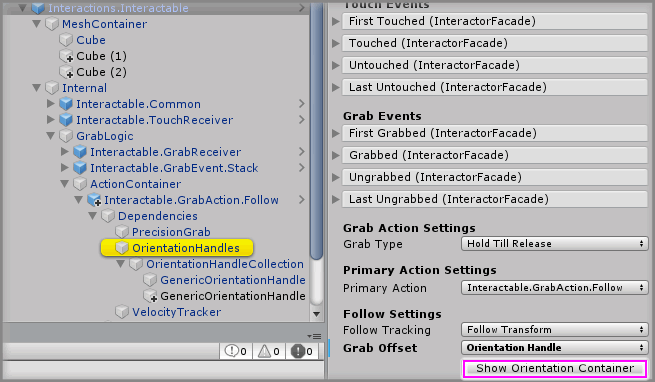 Interactions.Interactable
MeshContainer
Cube
Cube (1)
Cube (2)
Internal
Interactable.Common
Interactable.TouchReceiver
GrabLogic
Interactable.GrabReceiver
Interactable.GrabEvent.Stack
ActionContainer
Interactable.GrabAction.Follow
Dependencies
PrecisionGrab
OrientationHandles
OrientationHandleCollection
GenericOrientationHandle
GenericOrientationHandle
VelocityTracker
0
0
0
Touch Events
First Touched (InteractorFacade)
Touched (InteractorFacade)
Untouched (InteractorFacade)
Last Untouched (InteractorFacade)
Grab Events
First Grabbed (InteractorFacade)
Grabbed (InteractorFacade)
Ungrabbed (InteractorFacade)
Last Ungrabbed (InteractorFacade)
Grab Action Settings
Grab Type Hold Till Release
Primary Action Settings
Primary Action Interactable.GrabAction.Follow
Follow Settings
Follow Tracking Follow Transform
Grab Offset Orientation Handle
Show Orientation Container